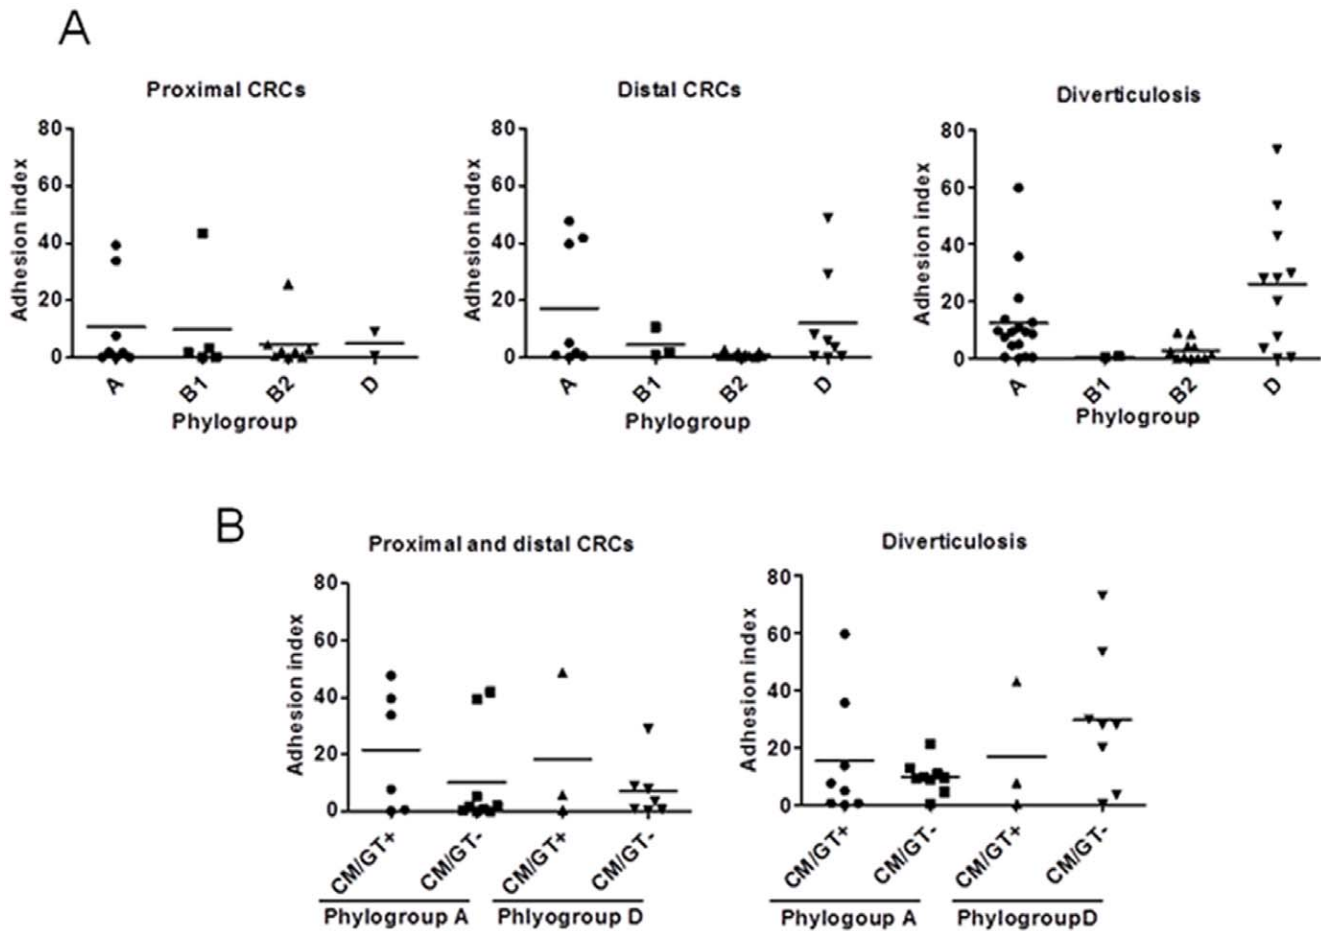 A
Proximal CRCs
Adhesion index
80
60
40
20
0
A B1 B2 D
Phylogroup
Distal CRCs
Adhesion index
80
60
40
20
0
A B1 B2 D
Phylogroup
Diverticulosis
Adhesion index
80
60
40
20
0
A B1 B2 D
Phylogroup
B
Proximal and distal CRCs
Adhesion index
80
60
40
20
0
CM/GT+ CM/GT- CM/GT+ CM/GT-
Phylogroup A Phlyogroup D
Diverticulosis
Adhesion index
80
60
40
20
0
CM/GT+ CM/GT- CM/GT+ CM/GT-
Phylogoup A PhylogroupD